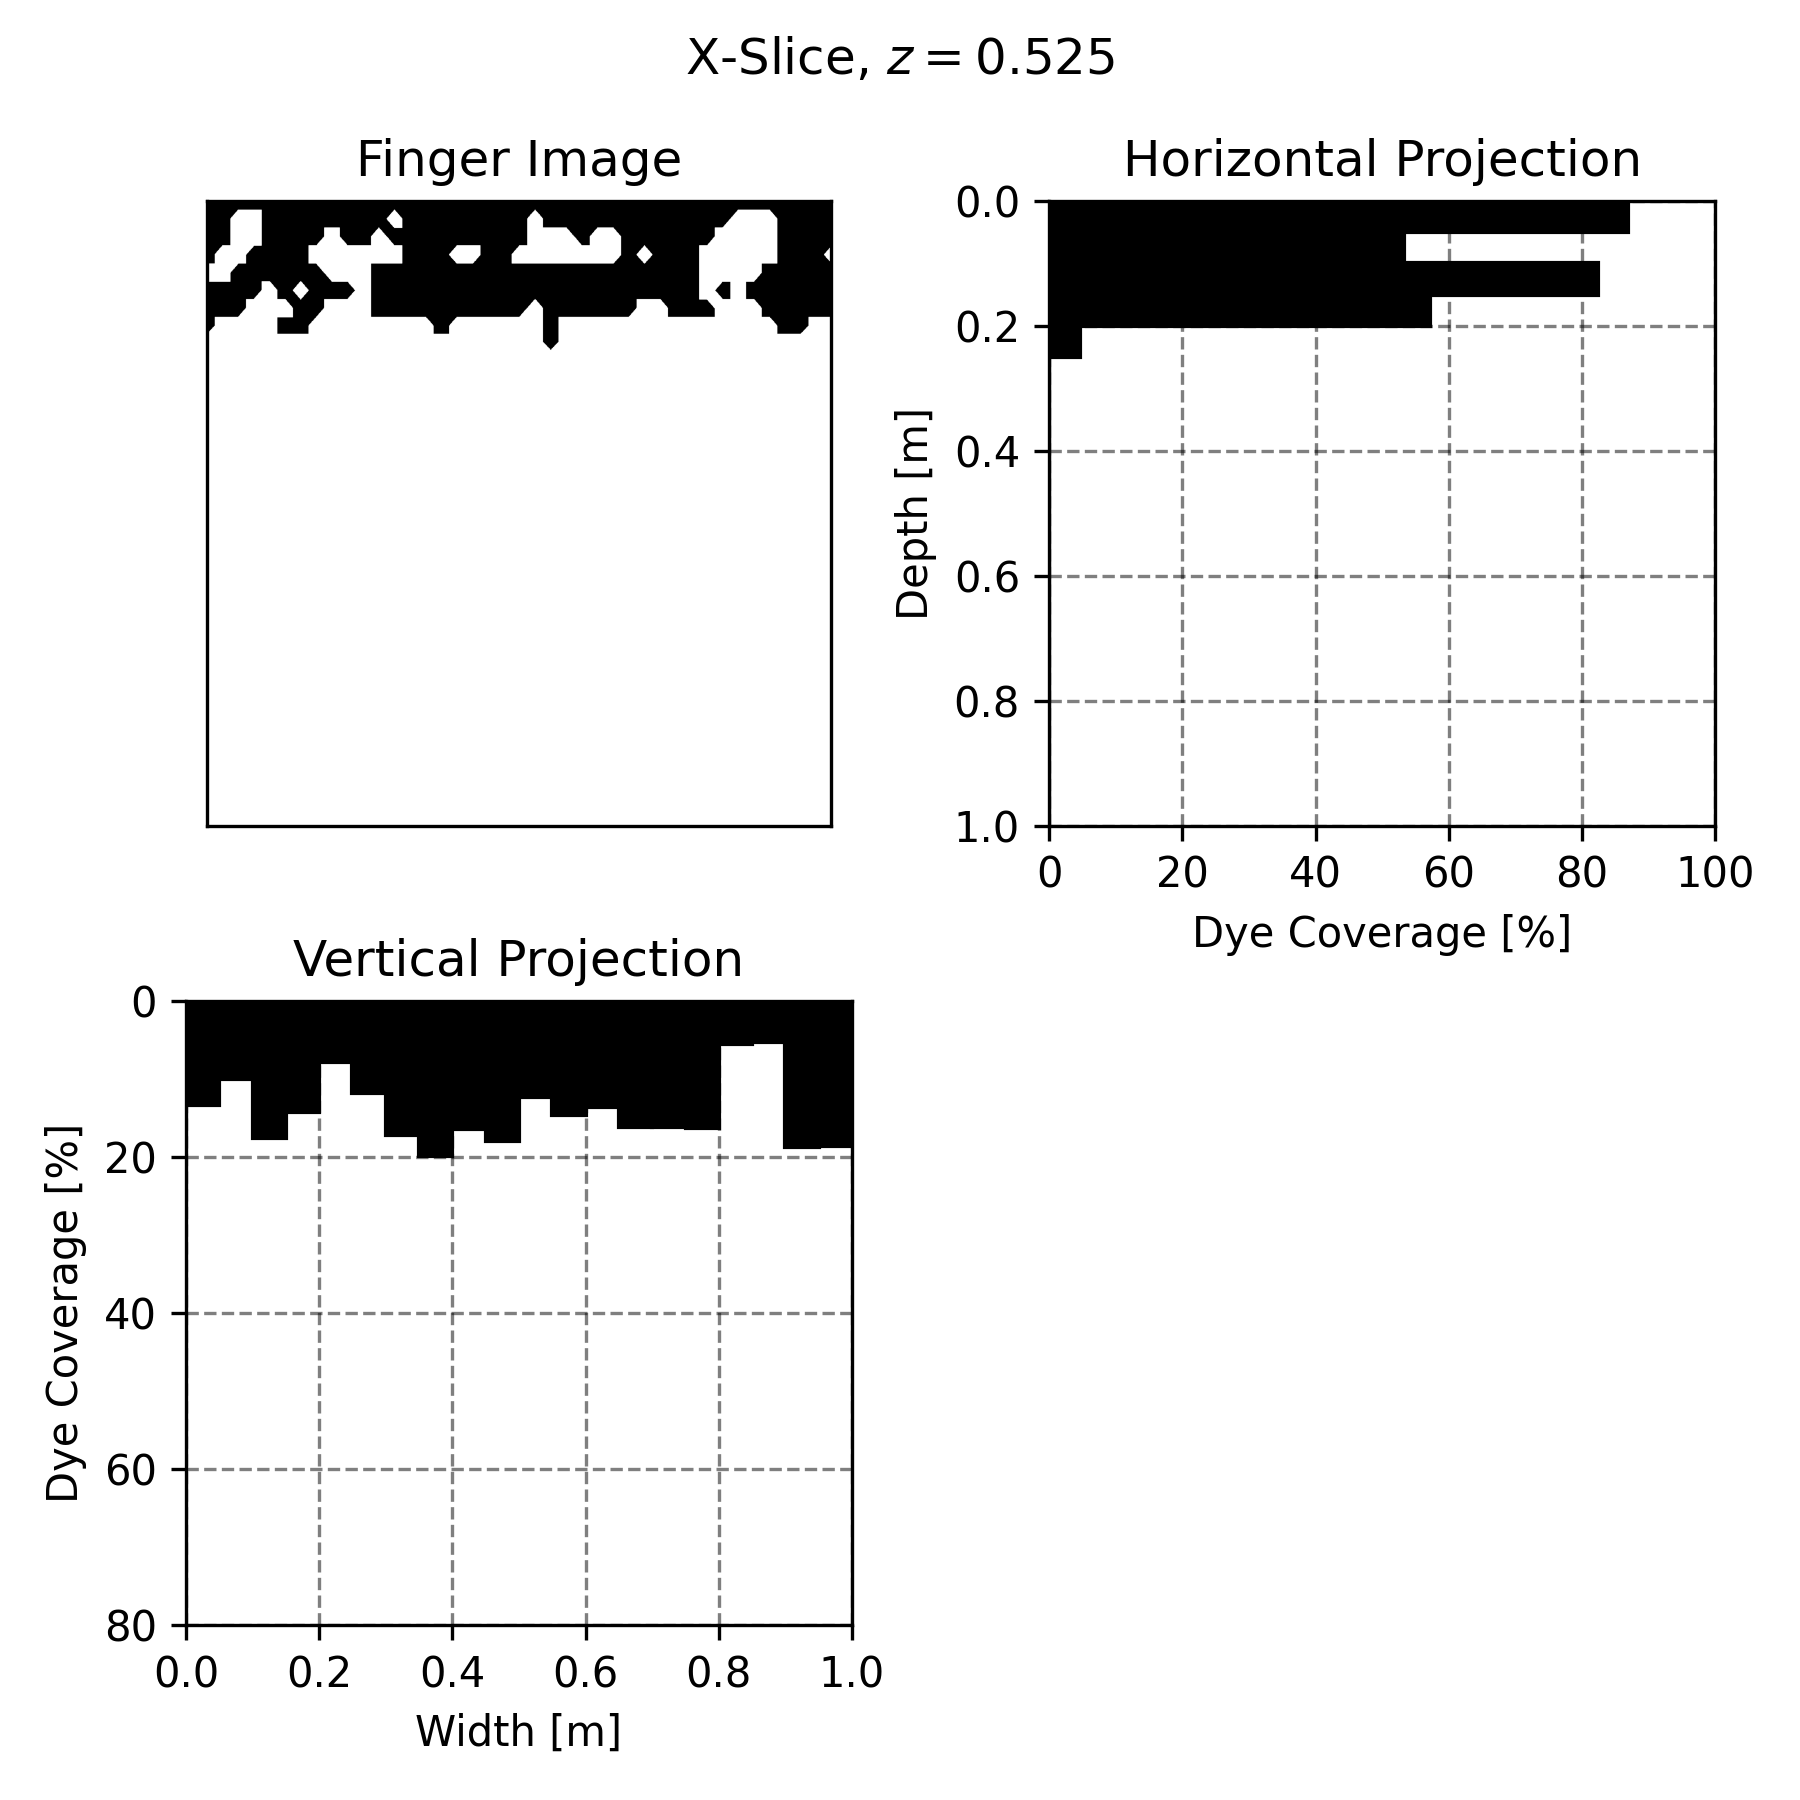 X-Slice, z = 0.525
Finger Image
Horizontal Projection
0.0
0.2
0.4
0.6
0.8
1.0
Depth [m]
0 20 40 60 80 100
Dye Coverage [%]
Vertical Projection
0
20
40
60
80
Dye Coverage [%]
0.0 0.2 0.4 0.6 0.8 1.0
Width [m]